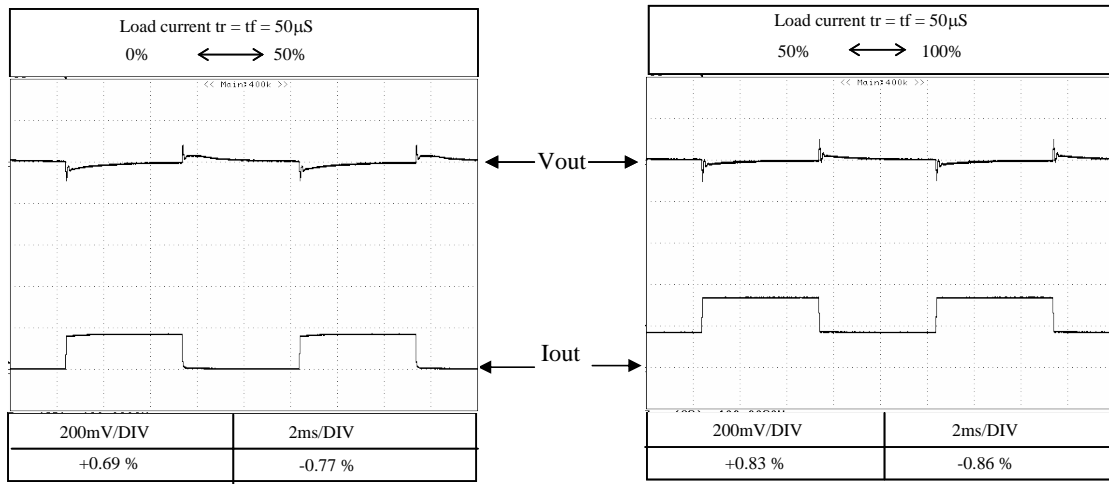 Load current tr = tf = 50µS
0% 50%
<< Main:400k >>
200mV/DIV 2ms/DIV
+0.69 % -0.77 %
Vout
Iout
Load current tr = tf = 50µS
50% 100%
<< Main:400k >>
200mV/DIV 2ms/DIV
+0.83 % -0.86 %